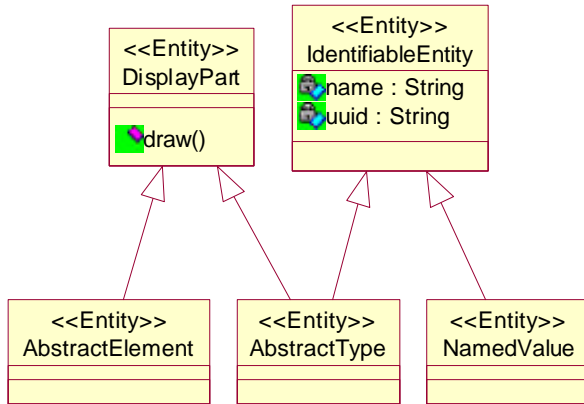 <<Entity>>
DisplayPart
draw()
<<Entity>>
IdentifiableEntity
name : String
uuid : String
<<Entity>>
AbstractElement
<<Entity>>
AbstractType
<<Entity>>
NamedValue